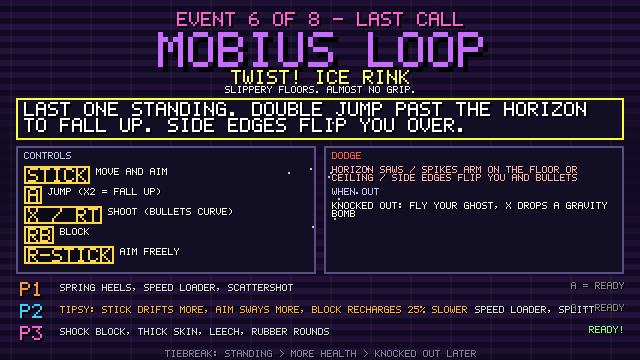 EVENT 6 OF 8 - LAST CALL
MOBIUS LOOP
TWIST! ICE RINK
SLIPPERY FLOORS. ALMOST NO GRIP.
LAST ONE STANDING. DOUBLE JUMP PAST THE HORIZON
TO FALL UP. SIDE EDGES FLIP YOU OVER.
CONTROLS
STICK MOVE AND AIM
A JUMP (X2 = FALL UP)
X / RT SHOOT (BULLETS CURVE)
RB BLOCK
R-STICK AIM FREELY
DODGE
HORIZON SAWS / SPIKES ARM ON THE FLOOR OR
CEILING / SIDE EDGES FLIP YOU AND BULLETS
WHEN OUT
KNOCKED OUT: FLY YOUR GHOST, X DROPS A GRAVITY
BOMB
P1 SPRING HEELS, SPEED LOADER, SCATTERSHOT A = READY
P2 TIPSY: STICK DRIFTS MORE, AIM SWAYS MORE, BLOCK RECHARGES 25% SLOWER SPEED LOADER, READY
P3 SHOCK BLOCK, THICK SKIN, LEECH, RUBBER ROUNDS READY!
TIEBREAK: STANDING > MORE HEALTH > KNOCKED OUT LATER